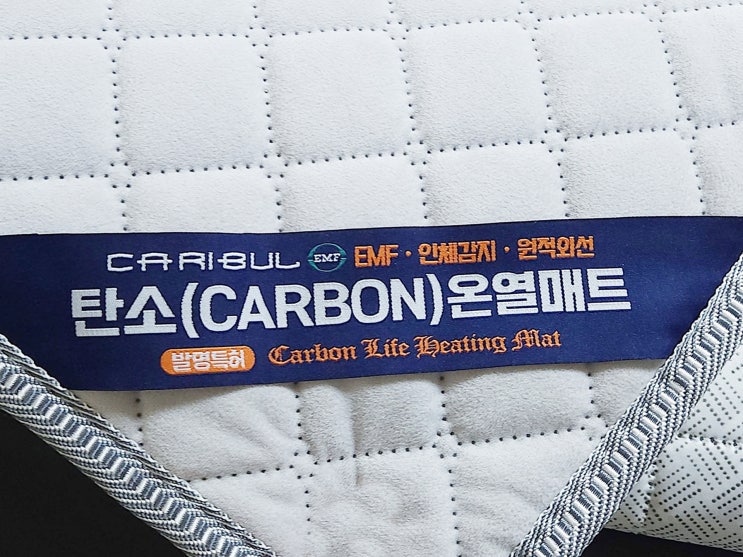 CARIBUL EMF EMF · 인체감지 · 원적외선
탄소(CARBON)온열매트
발명특허 Carbon Life Heating Mat